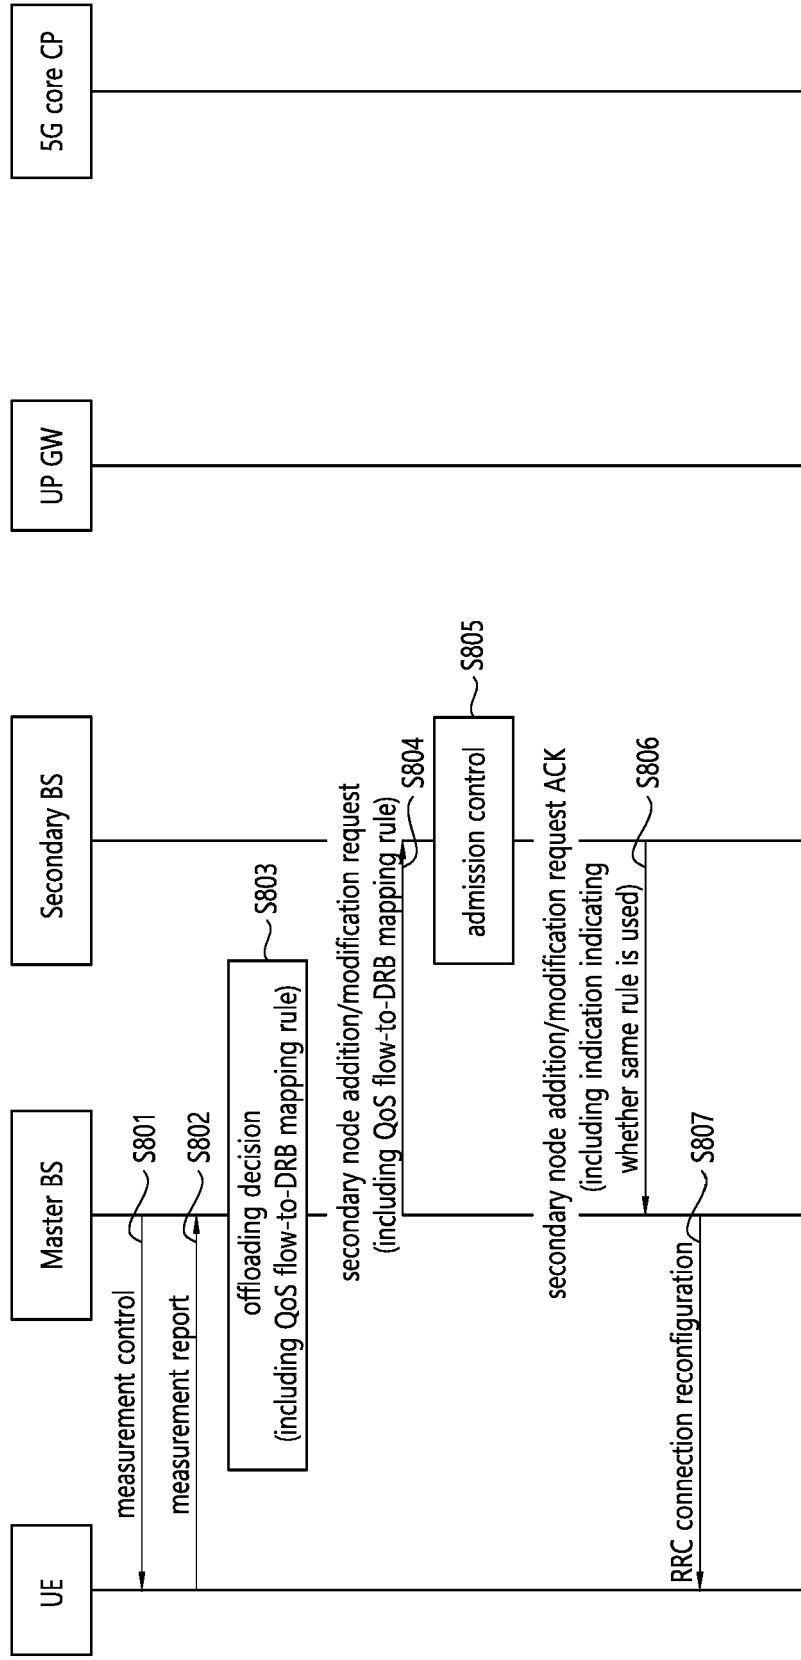 UE
Master BS
Secondary BS
UP GW
5G core CP
measurement control
S801
measurement report
S802
offloading decision
(including QoS flow-to-DRB mapping rule)
S803
secondary node addition/modification request
(including QoS flow-to-DRB mapping rule)
S804
admission control
S805
secondary node addition/modification request ACK
(including indication indicating
whether same rule is used)
S806
RRC connection reconfiguration
S807